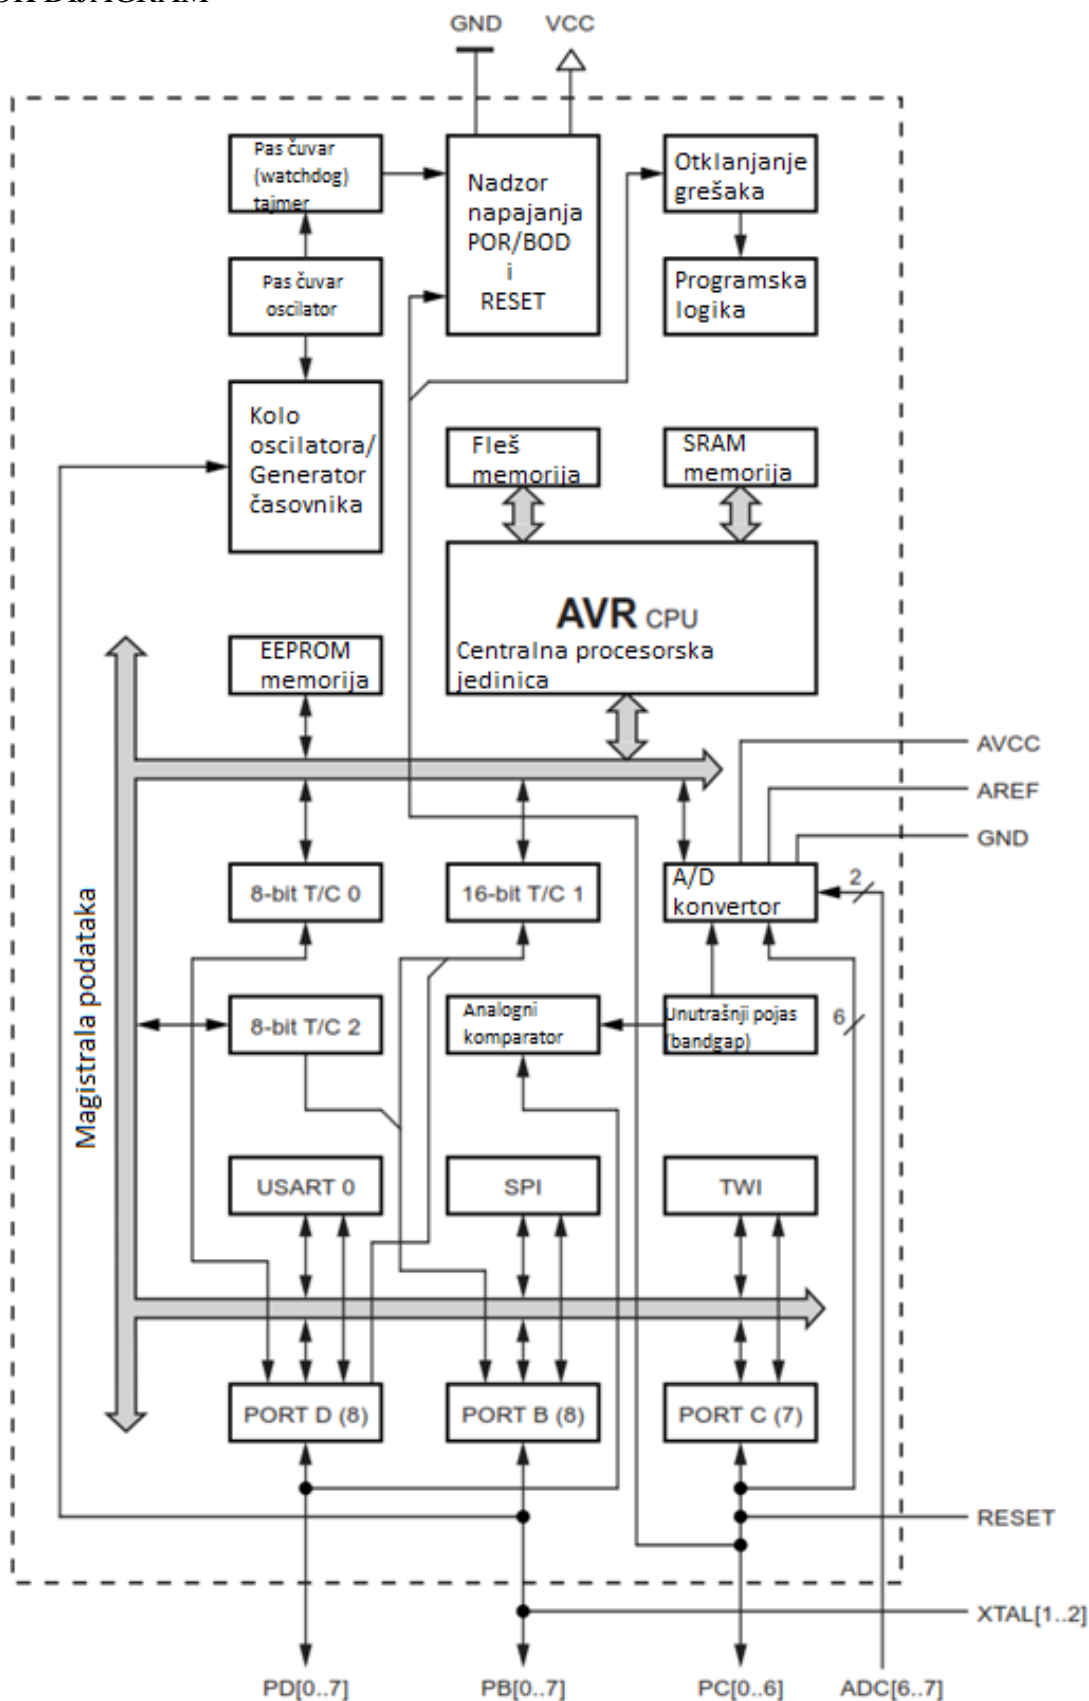 GND VCC
Pas čuvar
(watchdog)
tajmer
Nadzor
napajanja
POR/BOD
i
RESET
Otklanjanje
grešaka
Pas čuvar
oscilator
Programska
logika
Kolo
oscilatora/
Generator
časovnika
Fleš
memorija
SRAM
memorija
AVR CPU
Centralna procesorska
jedinica
EEPROM
memorija
AVCC
AREF
GND
8-bit T/C 0
16-bit T/C 1
A/D
konvertor
2
Magistrala podataka
8-bit T/C 2
Analogni
komparator
Unutrašnji pojas
(bandgap)
6
USART 0
SPI
TWI
PORT D (8)
PORT B (8)
PORT C (7)
RESET
XTAL[1..2]
PD[0..7]
PB[0..7]
PC[0..6]
ADC[6..7]